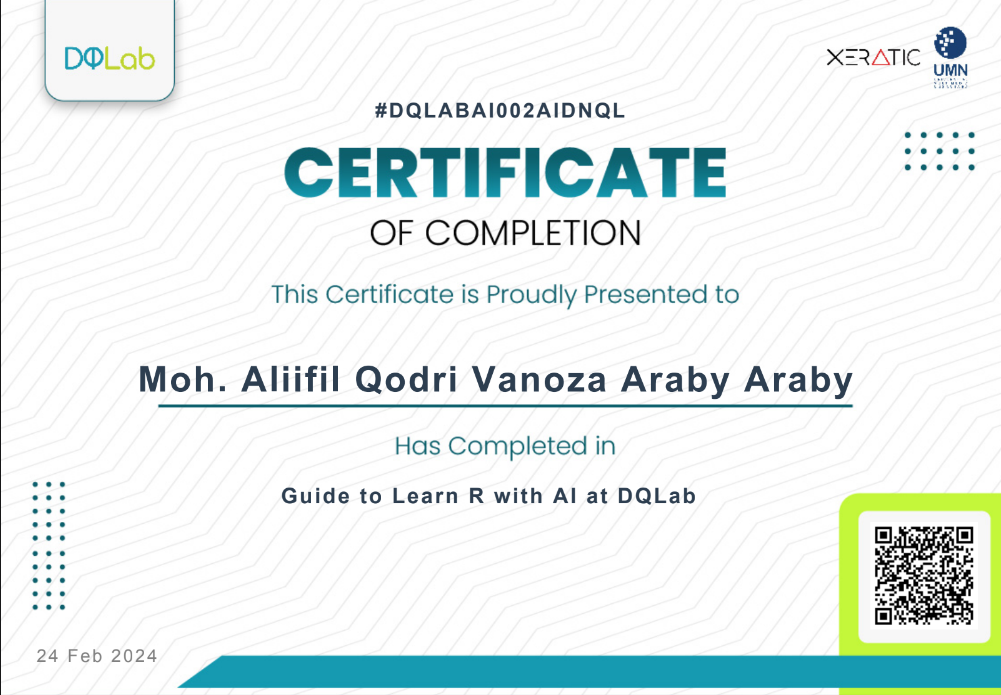 DQLab
XERATIC
UMN
#DQLABAI002AIDNQL
CERTIFICATE
OF COMPLETION
This Certificate is Proudly Presented to
Moh. Aliifil Qodri Vanoza Araby Araby
Has Completed in
Guide to Learn R with AI at DQLab
24 Feb 2024